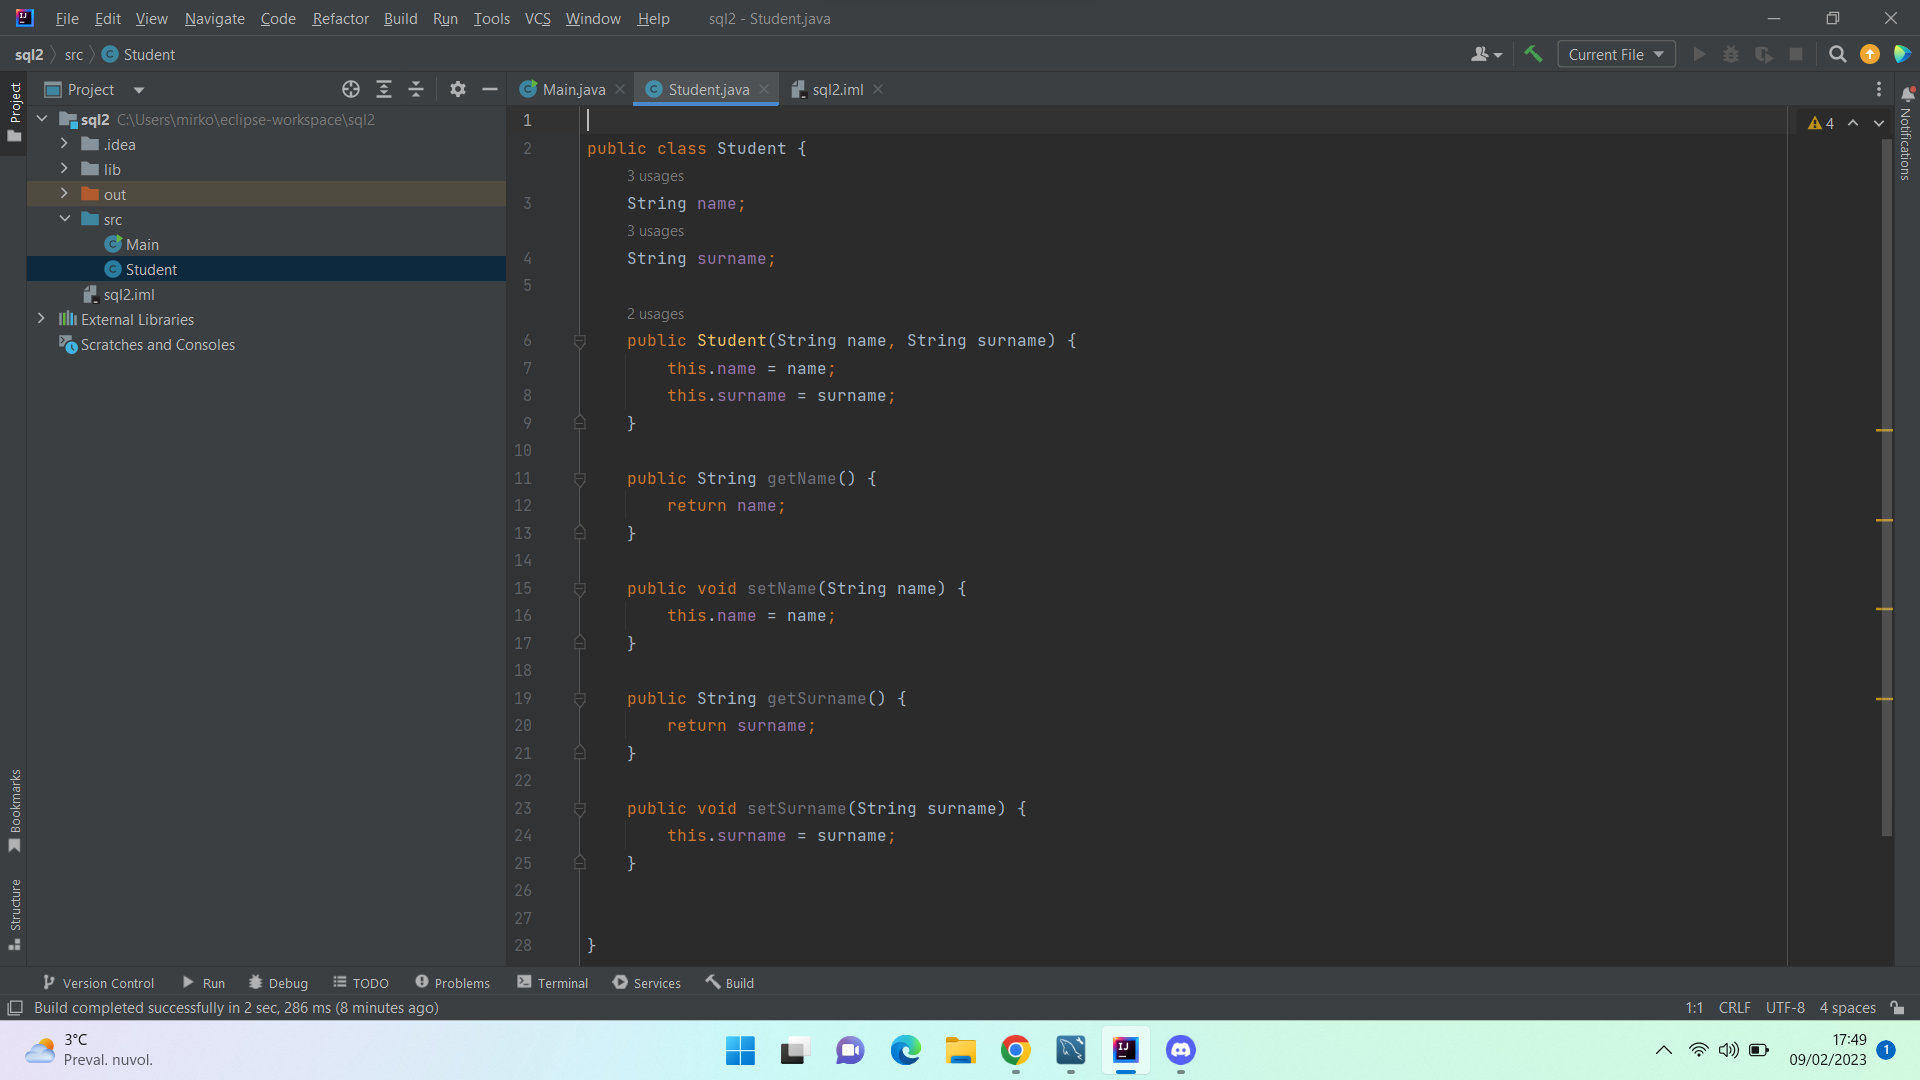 File Edit View Navigate Code Refactor Build Run Tools VCS Window Help sql2 - Student.java
sql2 src Student Current File
Project
Project
Main.java
Student.java
sql2.iml
sql2 C:\Users\mirko\eclipse-workspace\sql2
.idea
lib
out
src
Main
Student
sql2.iml
External Libraries
Scratches and Consoles
Bookmarks
Structure
4
Notifications
1
2 public class Student {
3 usages
3 String name;
3 usages
4 String surname;
5
2 usages
6 public Student(String name, String surname) {
7 this.name = name;
8 this.surname = surname;
9 }
10
11 public String getName() {
12 return name;
13 }
14
15 public void setName(String name) {
16 this.name = name;
17 }
18
19 public String getSurname() {
20 return surname;
21 }
22
23 public void setSurname(String surname) {
24 this.surname = surname;
25 }
26
27
28 }
Version Control Run Debug TODO Problems Terminal Services Build
Build completed successfully in 2 sec, 286 ms (8 minutes ago) 1:1 CRLF UTF-8 4 spaces
3°C
Preval. nuvol.
17:49
09/02/2023
1